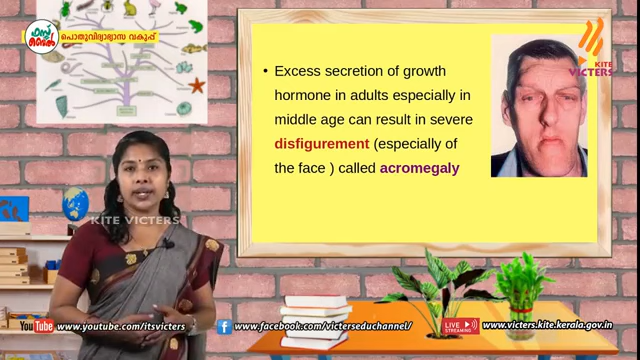 ഫസ്റ്റ്
ബെൽ
പൊതുവിദ്യാഭ്യാസ വകുപ്പ്
KITE
VICTERS
• Excess secretion of growth
hormone in adults especially in
middle age can result in severe
disfigurement (especially of
the face ) called acromegaly
KITE VICTERS
YouTube www.youtube.com/itsvicters
f www.facebook.com/victerseduchannel/
LIVE
STREAMING
www.victers.kite.kerala.gov.in